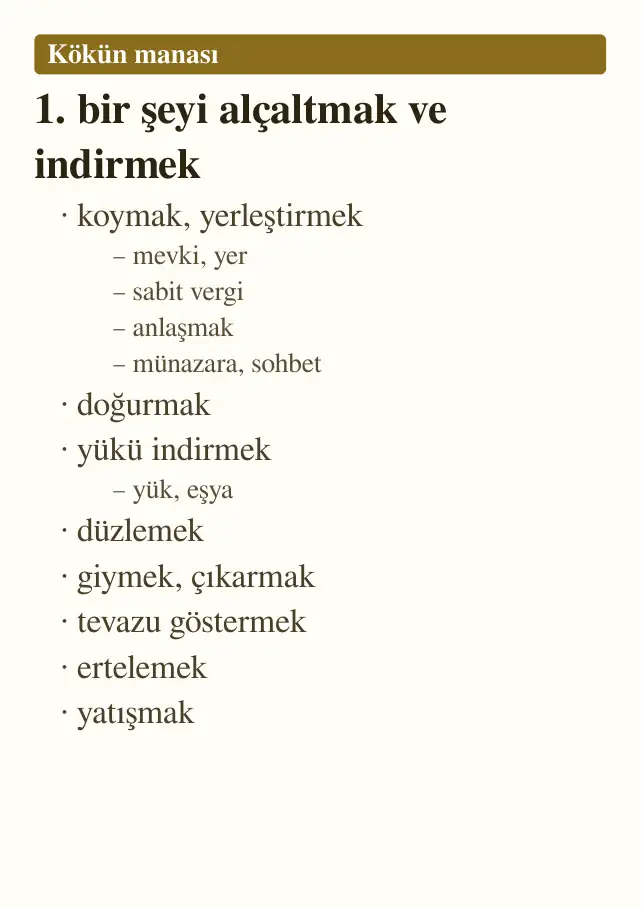 Kökün manası
1. bir şeyi alçaltmak ve
indirmek
· koymak, yerleştirmek
– mevki, yer
– sabit vergi
– anlaşmak
– münazara, sohbet
· doğurmak
· yükü indirmek
– yük, eşya
· düzlemek
· giymek, çıkarmak
· tevazu göstermek
· ertelemek
· yatışmak